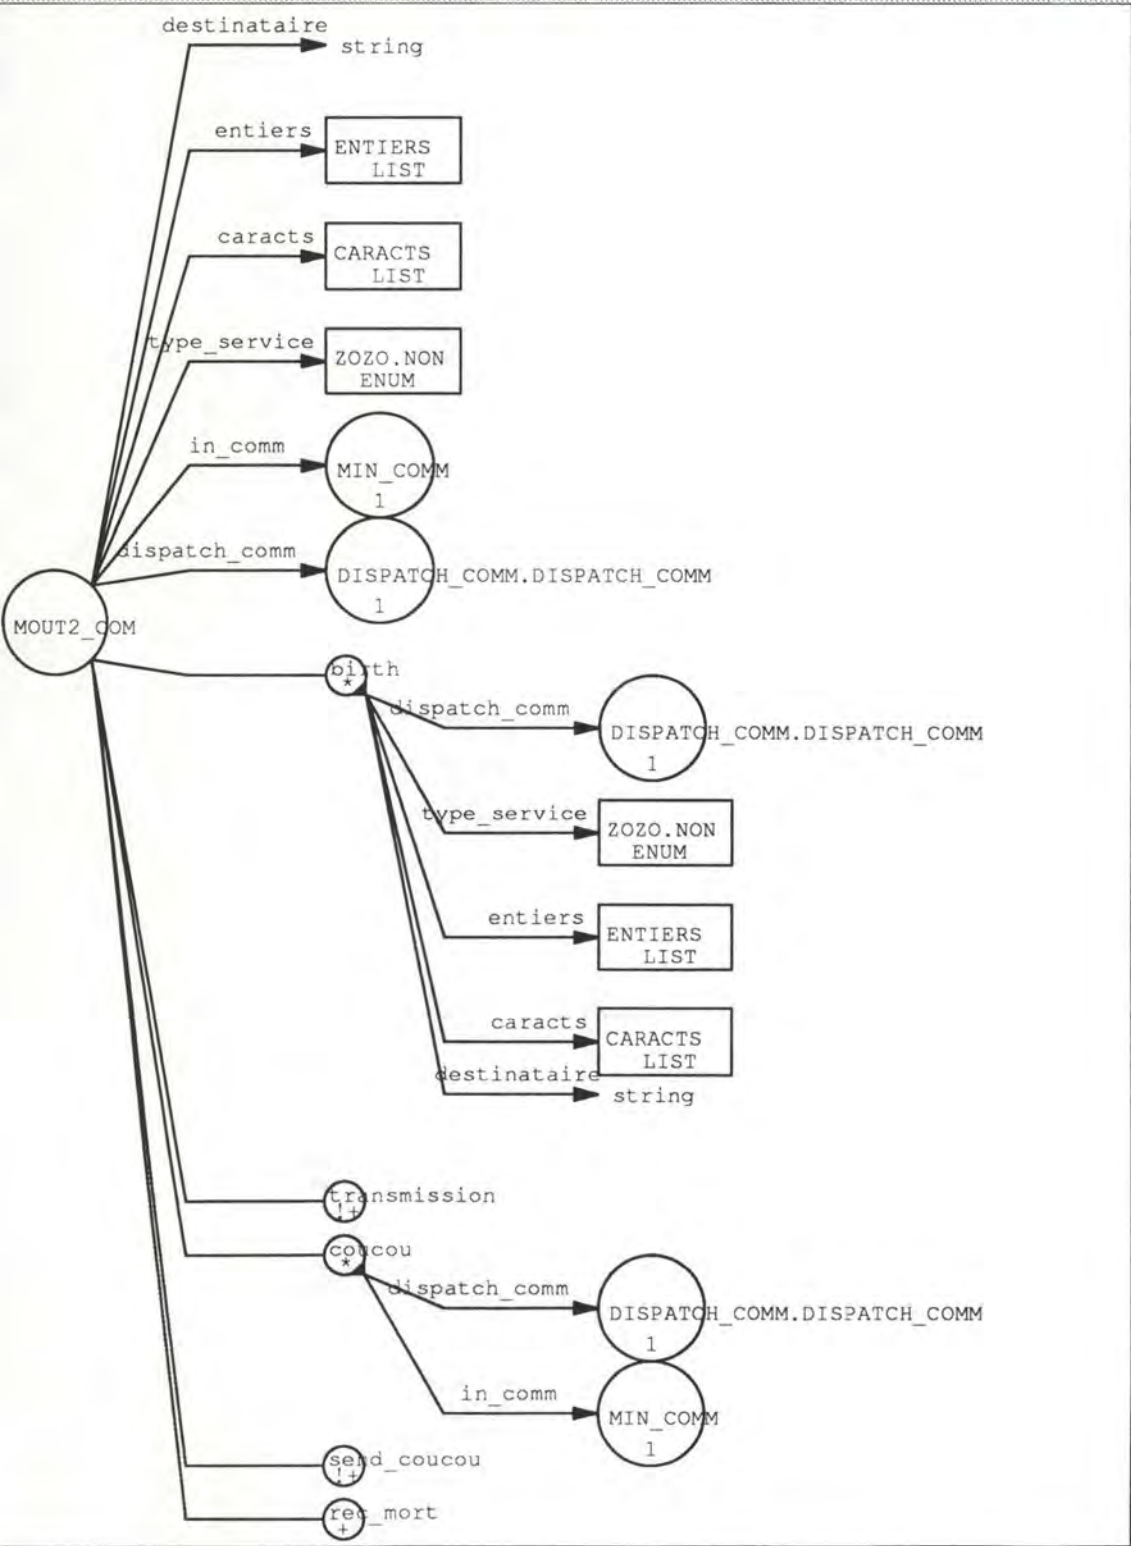 destinataire
string
entiers
ENTIERS
LIST
caracts
CARACTS
LIST
type_service
ZOZO.NON
ENUM
in_comm
MIN_COMM
1
dispatch_comm
DISPATCH_COMM.DISPATCH_COMM
1
MOUT2_COM
birth
*
dispatch_comm
DISPATCH_COMM.DISPATCH_COMM
1
type_service
ZOZO.NON
ENUM
entiers
ENTIERS
LIST
caracts
CARACTS
LIST
destinataire
string
transmission
!+
coucou
*
dispatch_comm
DISPATCH_COMM.DISPATCH_COMM
1
in_comm
MIN_COMM
1
send_coucou
!+
rec_mort
+